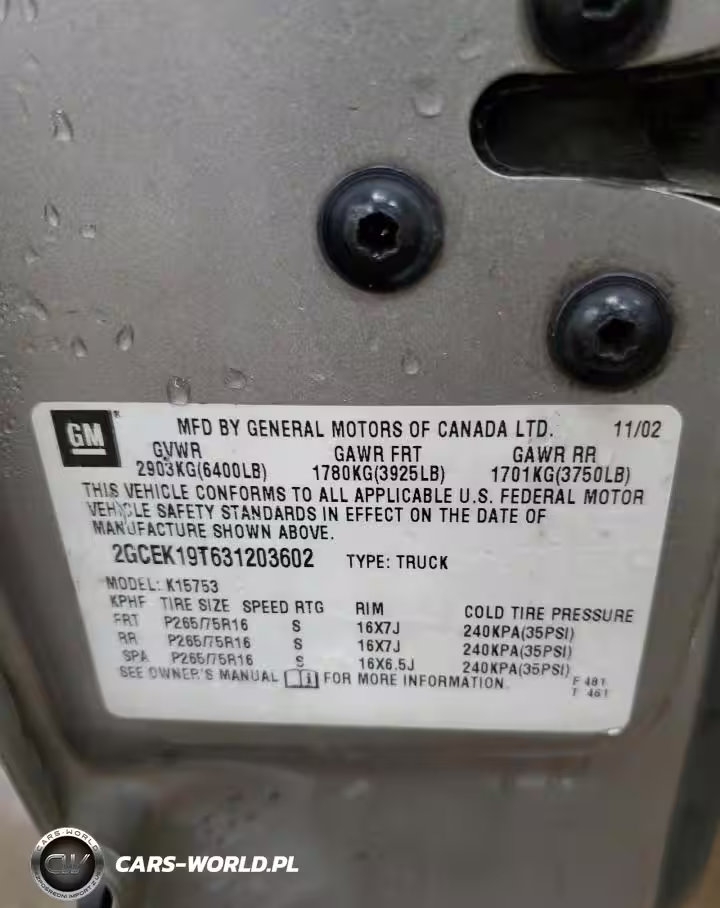 GM ® MFD BY GENERAL MOTORS OF CANADA LTD. 11/02
GVWR GAWR FRT GAWR RR
2903KG(6400LB) 1780KG(3925LB) 1701KG(3750LB)
THIS VEHICLE CONFORMS TO ALL APPLICABLE U.S. FEDERAL MOTOR
VEHICLE SAFETY STANDARDS IN EFFECT ON THE DATE OF
MANUFACTURE SHOWN ABOVE.
2GCEK19T631203602 TYPE: TRUCK
MODEL: K15753
KPHF TIRE SIZE SPEED RTG RIM COLD TIRE PRESSURE
FRT P265/75R16 S 16X7J 240KPA(35PSI)
RR P265/75R16 S 16X7J 240KPA(35PSI)
SPA P265/75R16 S 16X6.5J 240KPA(35PSI)
SEE OWNER'S MANUAL FOR MORE INFORMATION.
F 481
T 461
CARS-WORLD
CW
CARS-WORLD.PL